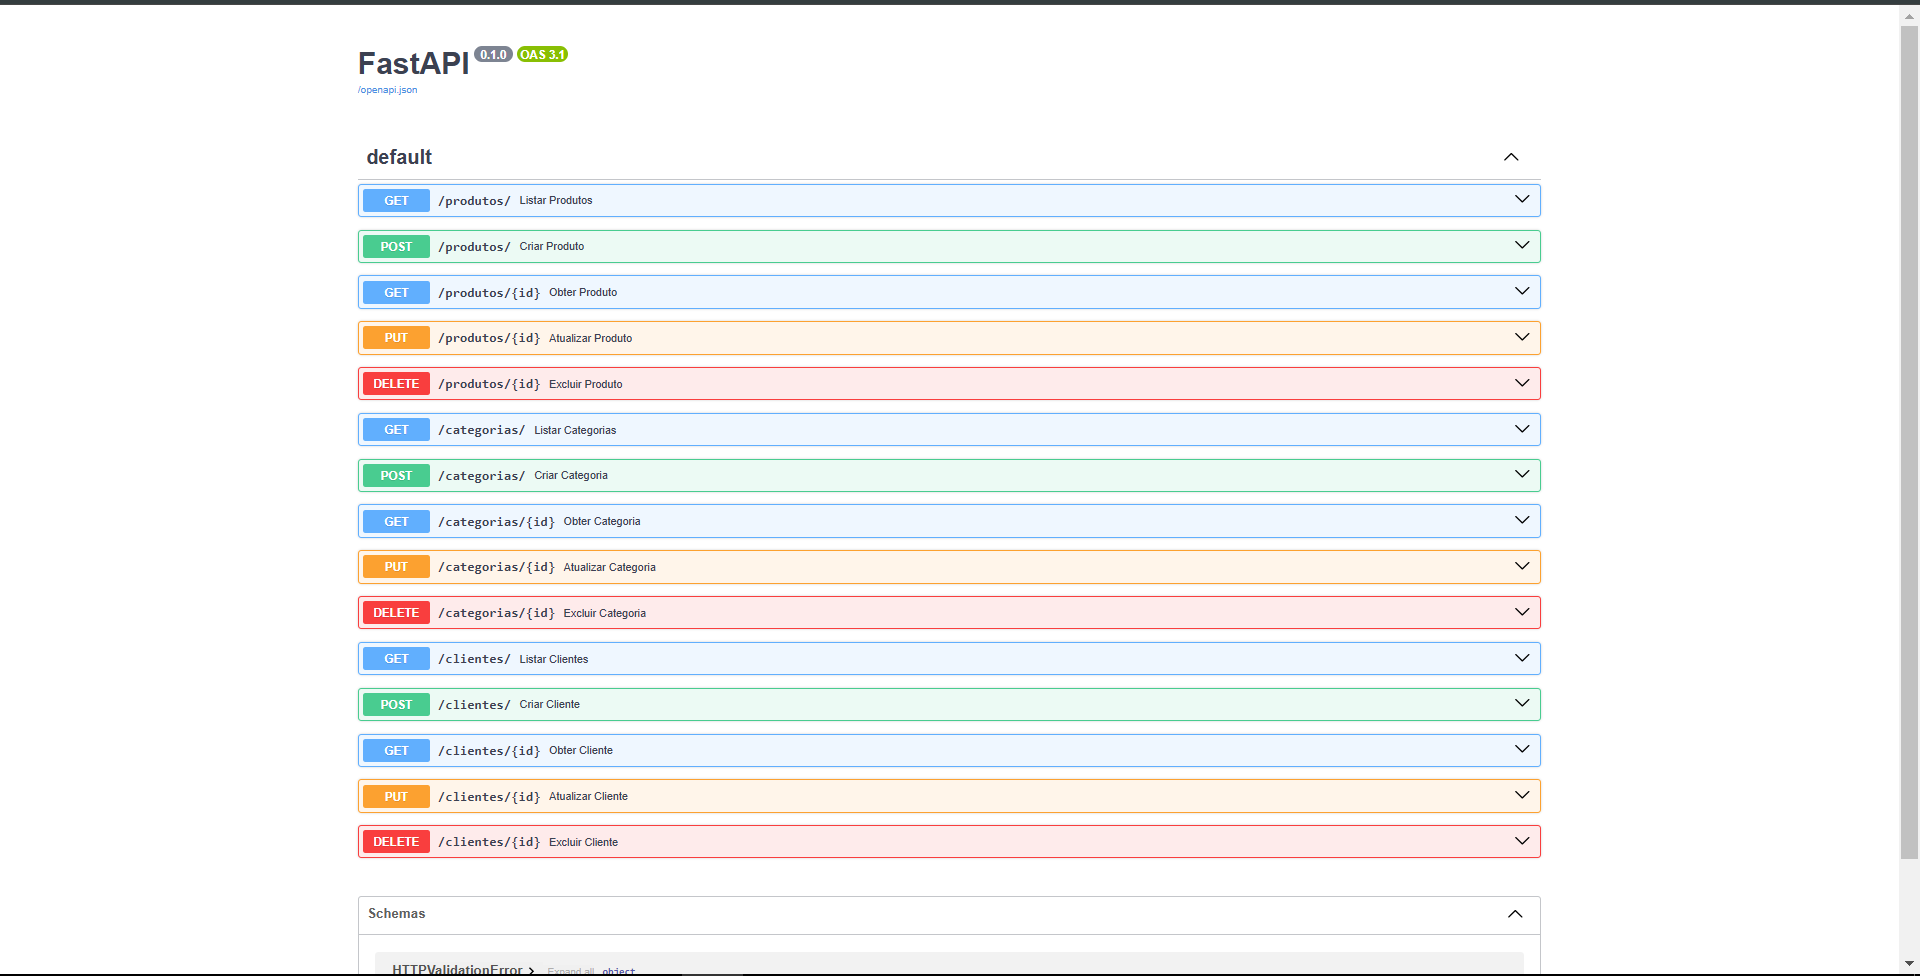 FastAPI 0.1.0 OAS 3.1
/openapi.json
default
GET /produtos/ Listar Produtos
POST /produtos/ Criar Produto
GET /produtos/{id} Obter Produto
PUT /produtos/{id} Atualizar Produto
DELETE /produtos/{id} Excluir Produto
GET /categorias/ Listar Categorias
POST /categorias/ Criar Categoria
GET /categorias/{id} Obter Categoria
PUT /categorias/{id} Atualizar Categoria
DELETE /categorias/{id} Excluir Categoria
GET /clientes/ Listar Clientes
POST /clientes/ Criar Cliente
GET /clientes/{id} Obter Cliente
PUT /clientes/{id} Atualizar Cliente
DELETE /clientes/{id} Excluir Cliente
Schemas
HTTPValidationError Expand all object